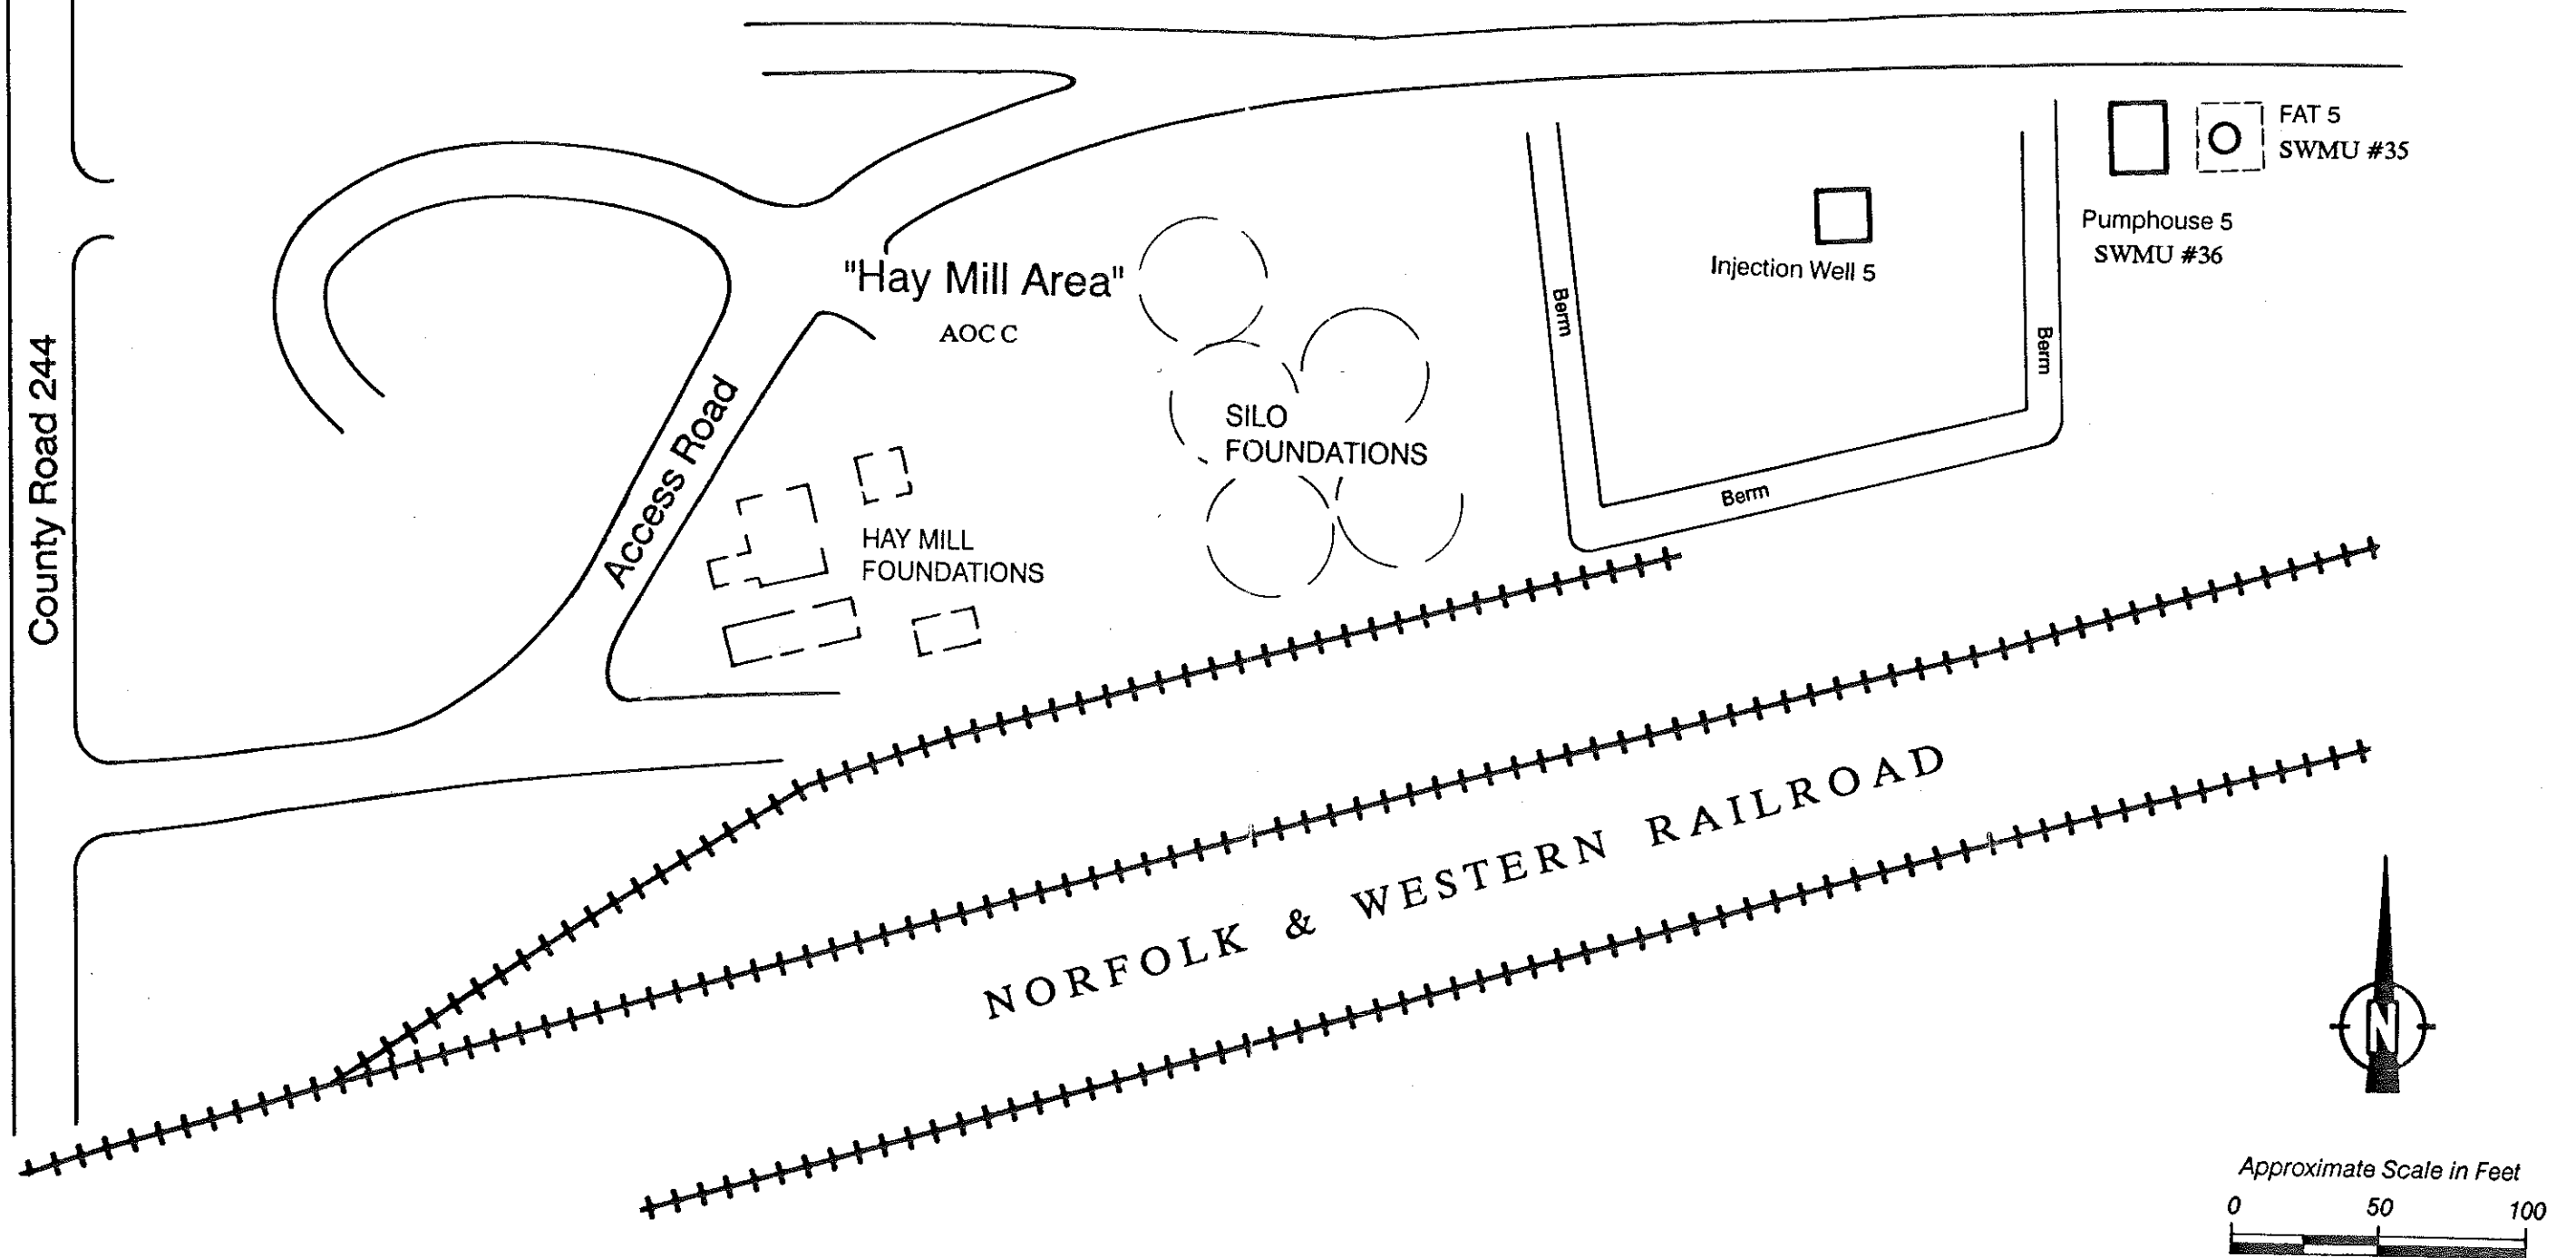 FAT 5
SWMU #35
Pumphouse 5
SWMU #36
Injection Well 5
"Hay Mill Area"
AOC C
Berm
Berm
Berm
County Road 244
Access Road
SILO
FOUNDATIONS
HAY MILL
FOUNDATIONS
NORFOLK & WESTERN RAILROAD
N
Approximate Scale in Feet
0 50 100